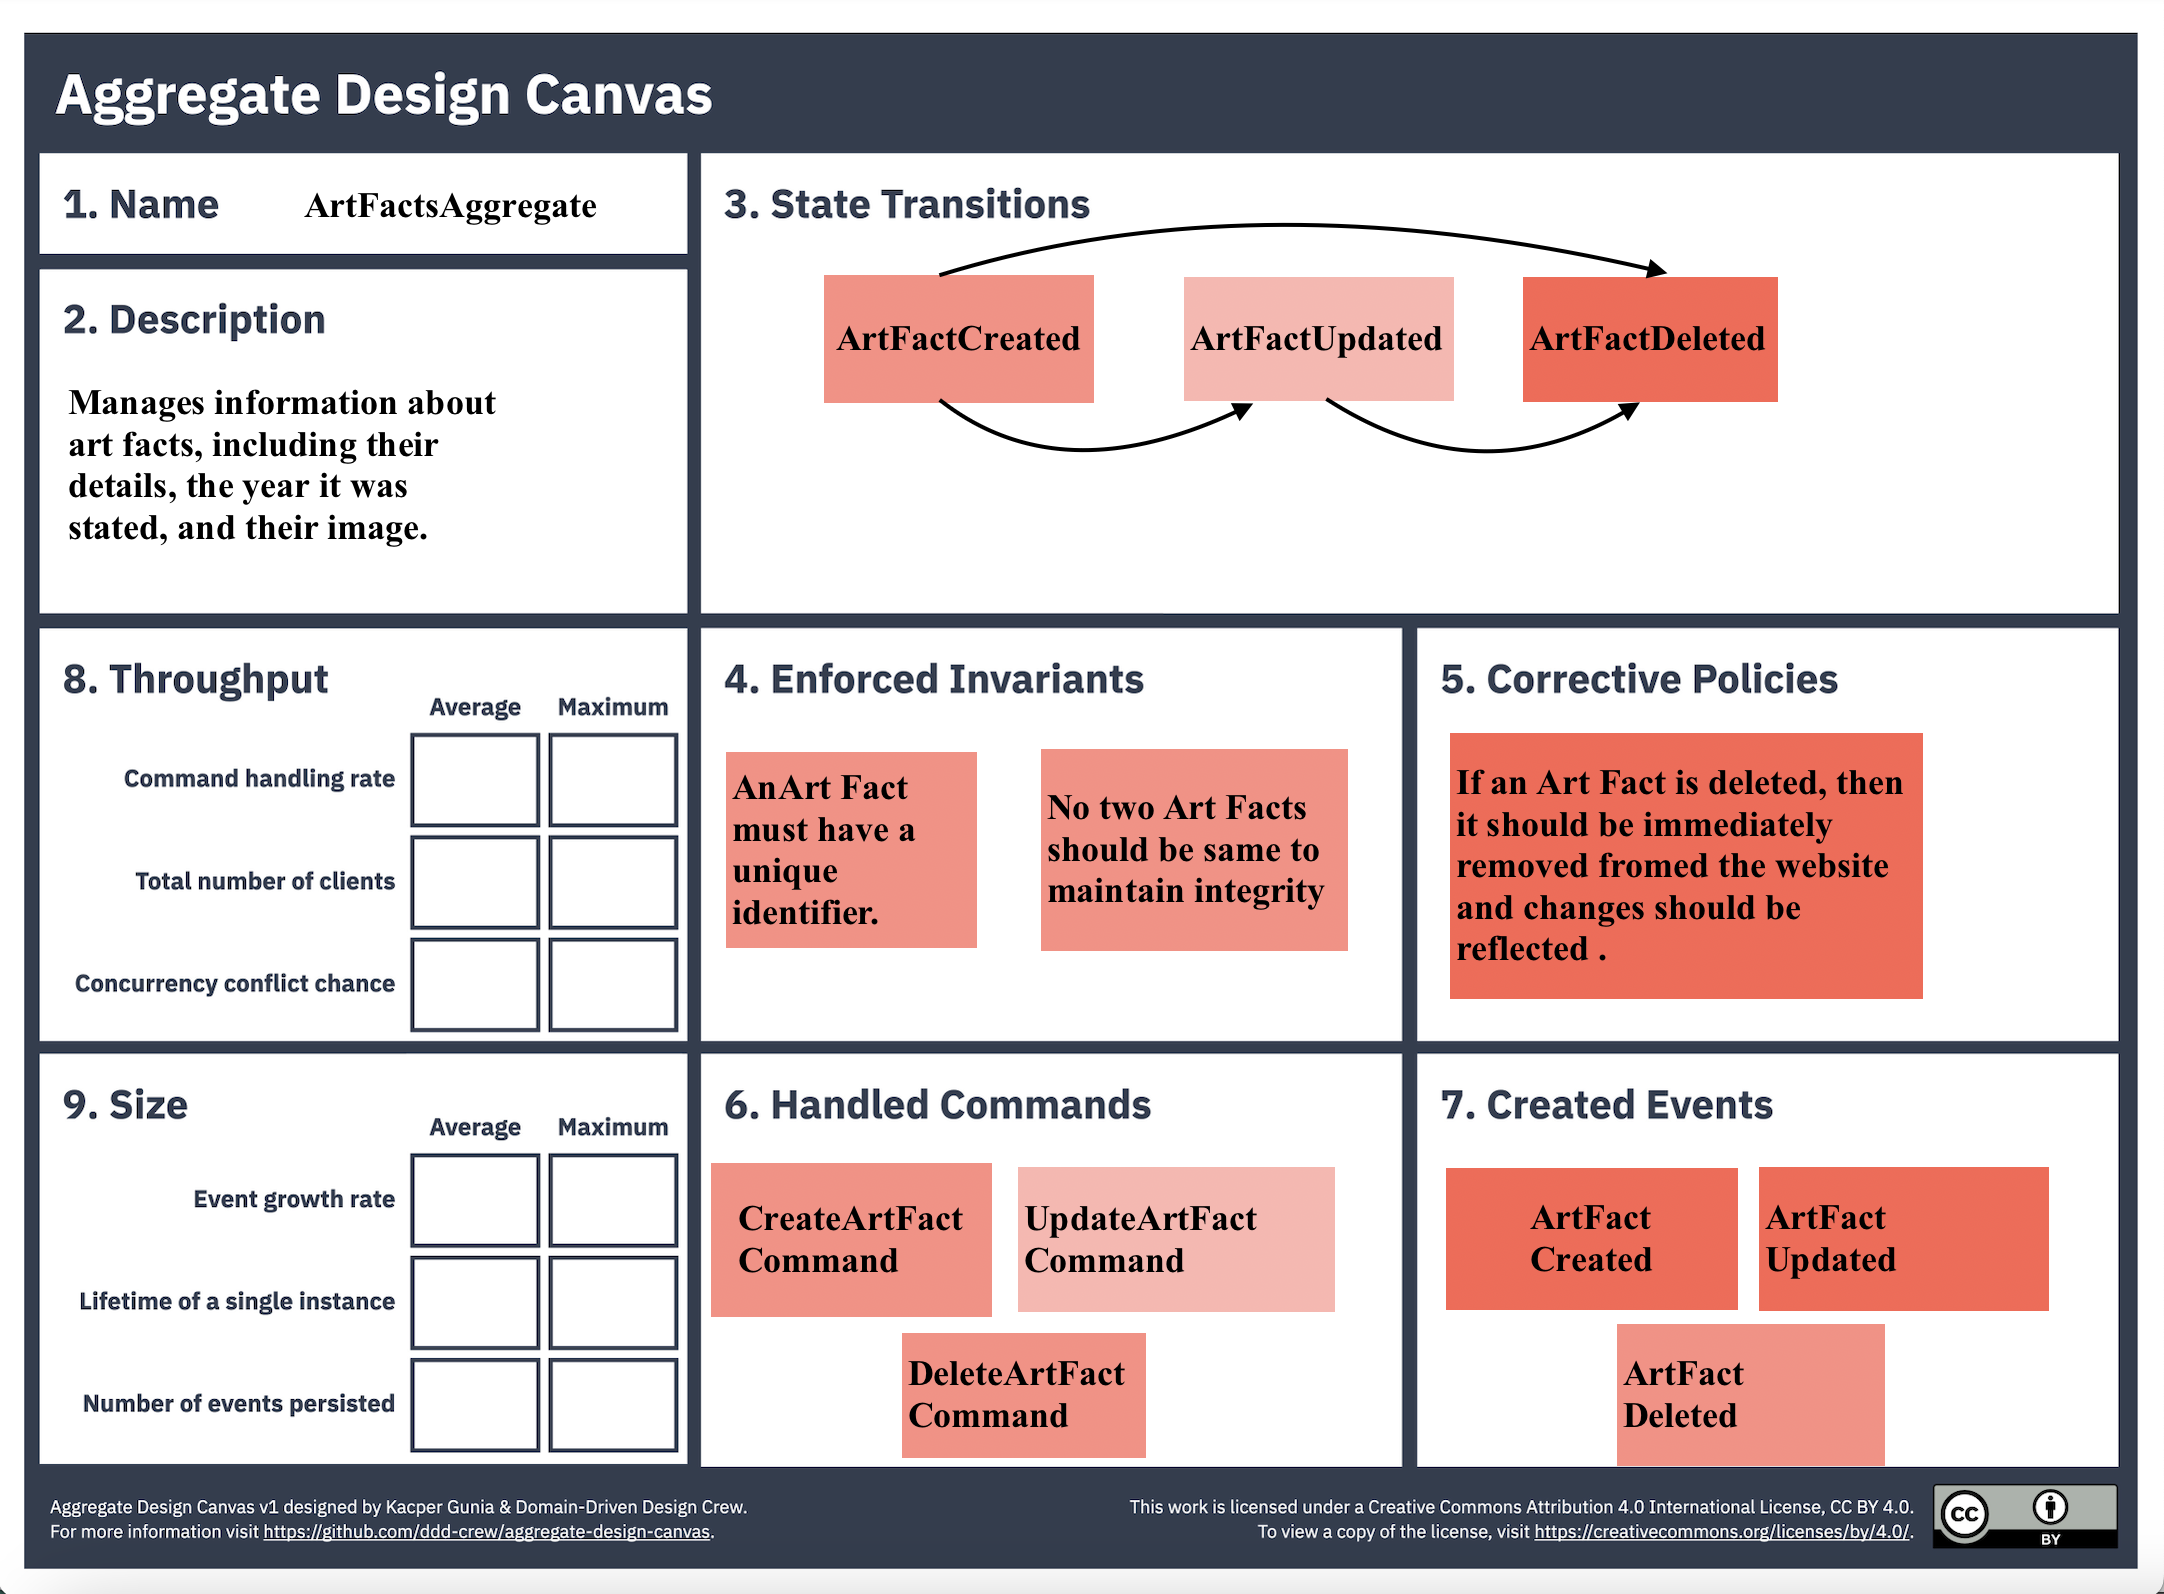 Aggregate Design Canvas
1. Name
ArtFactsAggregate
2. Description
Manages information about
art facts, including their
details, the year it was
stated, and their image.
3. State Transitions
ArtFactCreated
ArtFactUpdated
ArtFactDeleted
8. Throughput
Average
Maximum
Command handling rate
Total number of clients
Concurrency conflict chance
4. Enforced Invariants
AnArt Fact
must have a
unique
identifier.
No two Art Facts
should be same to
maintain integrity
5. Corrective Policies
If an Art Fact is deleted, then
it should be immediately
removed fromed the website
and changes should be
reflected .
9. Size
Average
Maximum
Event growth rate
Lifetime of a single instance
Number of events persisted
6. Handled Commands
CreateArtFact
Command
UpdateArtFact
Command
DeleteArtFact
Command
7. Created Events
ArtFact
Created
ArtFact
Updated
ArtFact
Deleted
Aggregate Design Canvas v1 designed by Kacper Gunia & Domain-Driven Design Crew.
For more information visit https://github.com/ddd-crew/aggregate-design-canvas.
This work is licensed under a Creative Commons Attribution 4.0 International License, CC BY 4.0.
To view a copy of the license, visit https://creativecommons.org/licenses/by/4.0/.
cc
BY